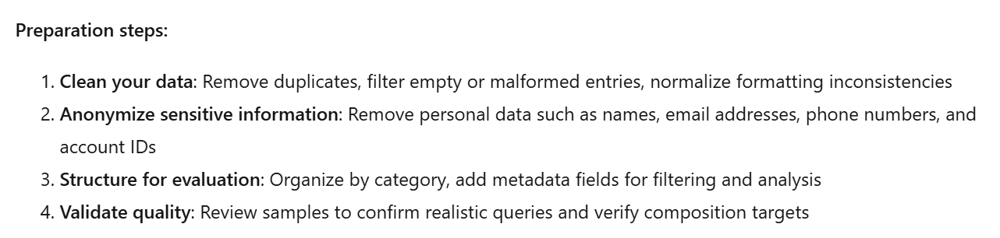 Preparation steps:
1. Clean your data: Remove duplicates, filter empty or malformed entries, normalize formatting inconsistencies
2. Anonymize sensitive information: Remove personal data such as names, email addresses, phone numbers, and
account IDs
3. Structure for evaluation: Organize by category, add metadata fields for filtering and analysis
4. Validate quality: Review samples to confirm realistic queries and verify composition targets